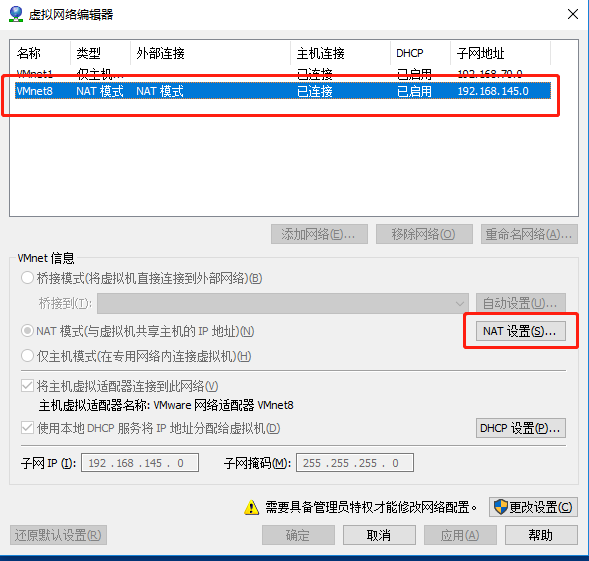 虚拟网络编辑器
名称 类型 外部连接 主机连接 DHCP 子网地址
VMnet1 仅主机... 已连接 已启用 192.168.70.0
VMnet8 NAT 模式 NAT 模式 已连接 已启用 192.168.145.0
添加网络(E)... 移除网络(O) 重命名网络(A)...
VMnet 信息
桥接模式(将虚拟机直接连接到外部网络)(B)
桥接到(T): 自动设置(U)...
NAT 模式(与虚拟机共享主机的 IP 地址)(N) NAT 设置(S)...
仅主机模式(在专用网络内连接虚拟机)(H)
将主机虚拟适配器连接到此网络(V)
主机虚拟适配器名称: VMware 网络适配器 VMnet8
使用本地 DHCP 服务将 IP 地址分配给虚拟机(D) DHCP 设置(P)...
子网 IP (I): 192 . 168 . 145 . 0 子网掩码(M): 255 . 255 . 255 . 0
需要具备管理员特权才能修改网络配置。 更改设置(C)
还原默认设置(R) 确定 取消 应用(A) 帮助